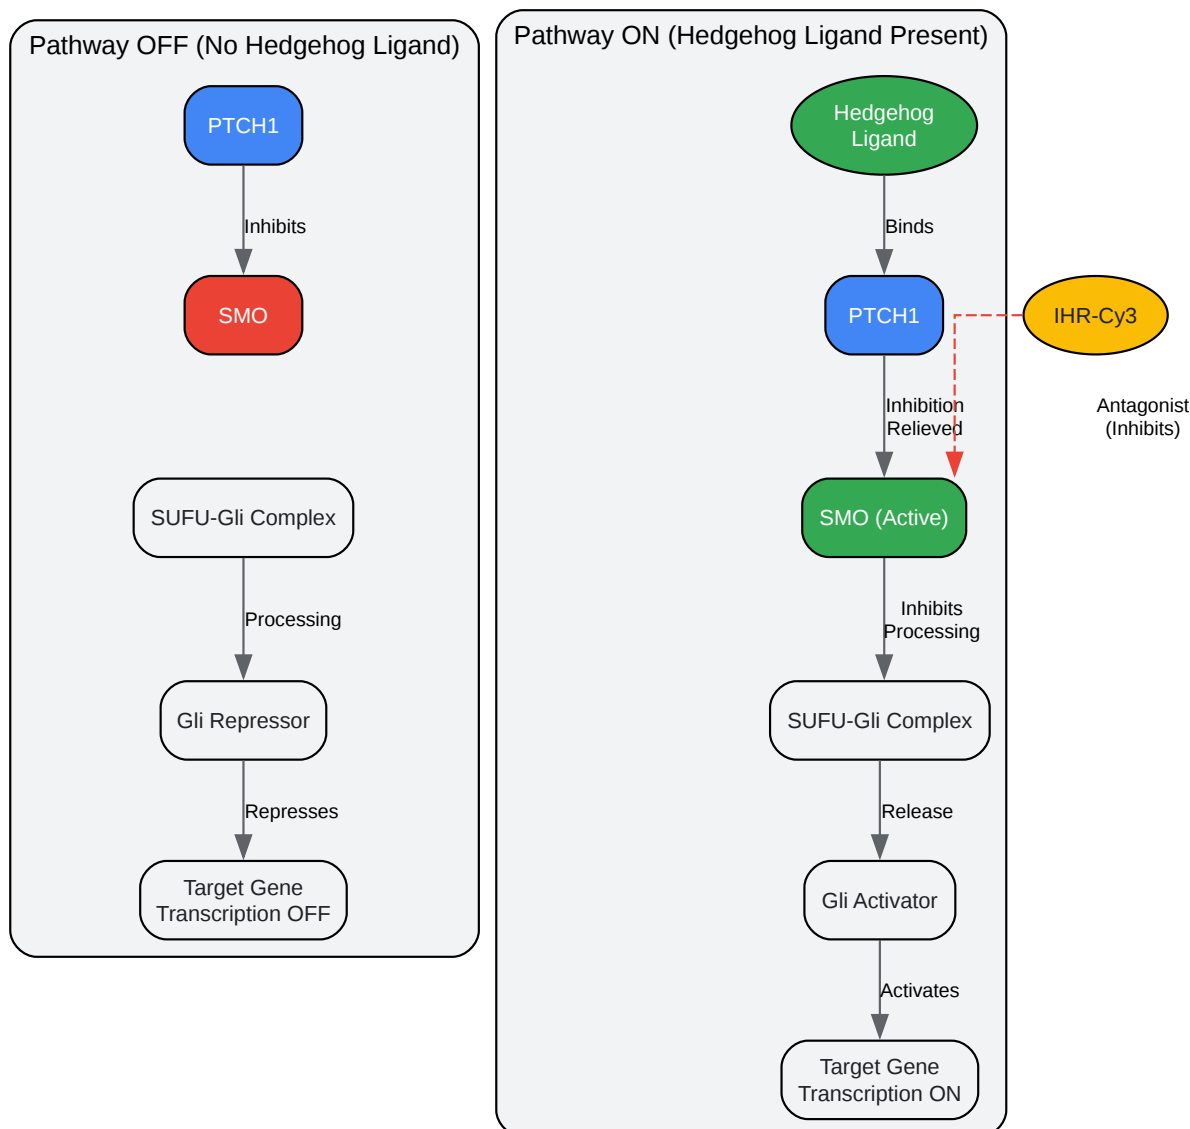 Pathway OFF (No Hedgehog Ligand)
PTCH1
Inhibits
SMO
SUFU-Gli Complex
Processing
Gli Repressor
Represses
Target Gene
Transcription OFF
Pathway ON (Hedgehog Ligand Present)
Hedgehog
Ligand
Binds
PTCH1
IHR-Cy3
Inhibition
Relieved
Antagonist
(Inhibits)
SMO (Active)
Inhibits
Processing
SUFU-Gli Complex
Release
Gli Activator
Activates
Target Gene
Transcription ON